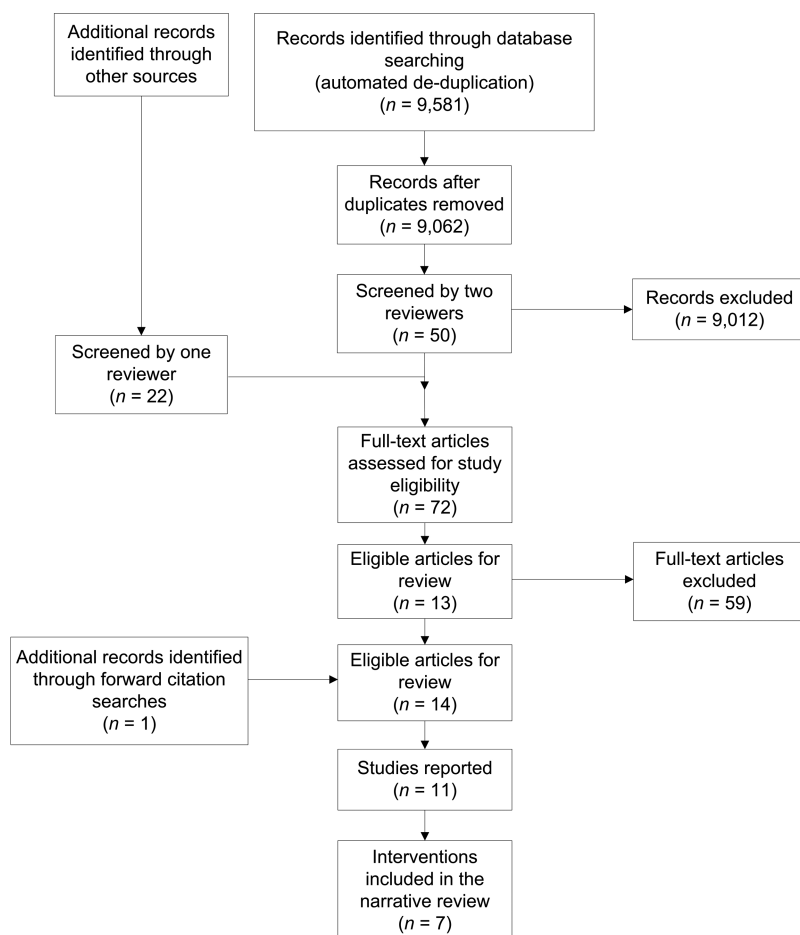 Additional records
identified through
other sources
Records identified through database
searching
(automated de-duplication)
(n = 9,581)
Records after
duplicates removed
(n = 9,062)
Screened by two
reviewers
(n = 50)
Records excluded
(n = 9,012)
Screened by one
reviewer
(n = 22)
Full-text articles
assessed for study
eligibility
(n = 72)
Eligible articles for
review
(n = 13)
Full-text articles
excluded
(n = 59)
Additional records identified
through forward citation
searches
(n = 1)
Eligible articles for
review
(n = 14)
Studies reported
(n = 11)
Interventions
included in the
narrative review
(n = 7)